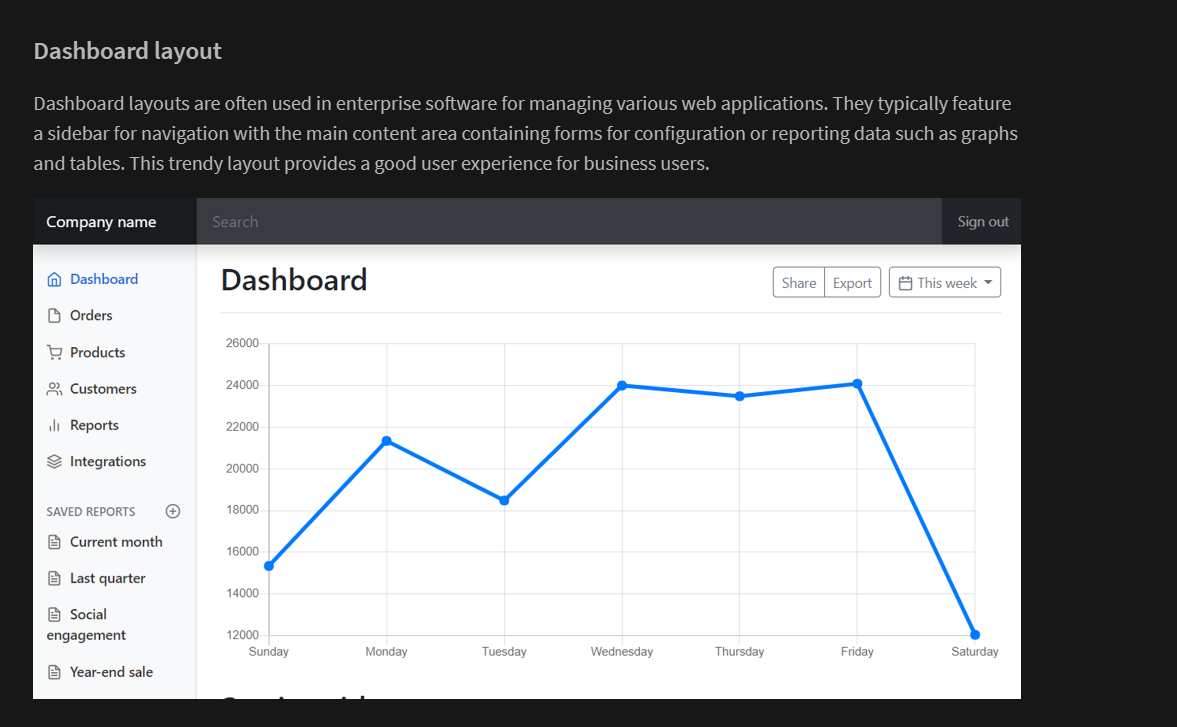 Dashboard layout
Dashboard layouts are often used in enterprise software for managing various web applications. They typically feature
a sidebar for navigation with the main content area containing forms for configuration or reporting data such as graphs
and tables. This trendy layout provides a good user experience for business users.
Company name
Search
Sign out
Dashboard
Orders
Products
Customers
Reports
Integrations
SAVED REPORTS
Current month
Last quarter
Social
engagement
Year-end sale
Dashboard
Share
Export
This week
26000
24000
22000
20000
18000
16000
14000
12000
Sunday
Monday
Tuesday
Wednesday
Thursday
Friday
Saturday